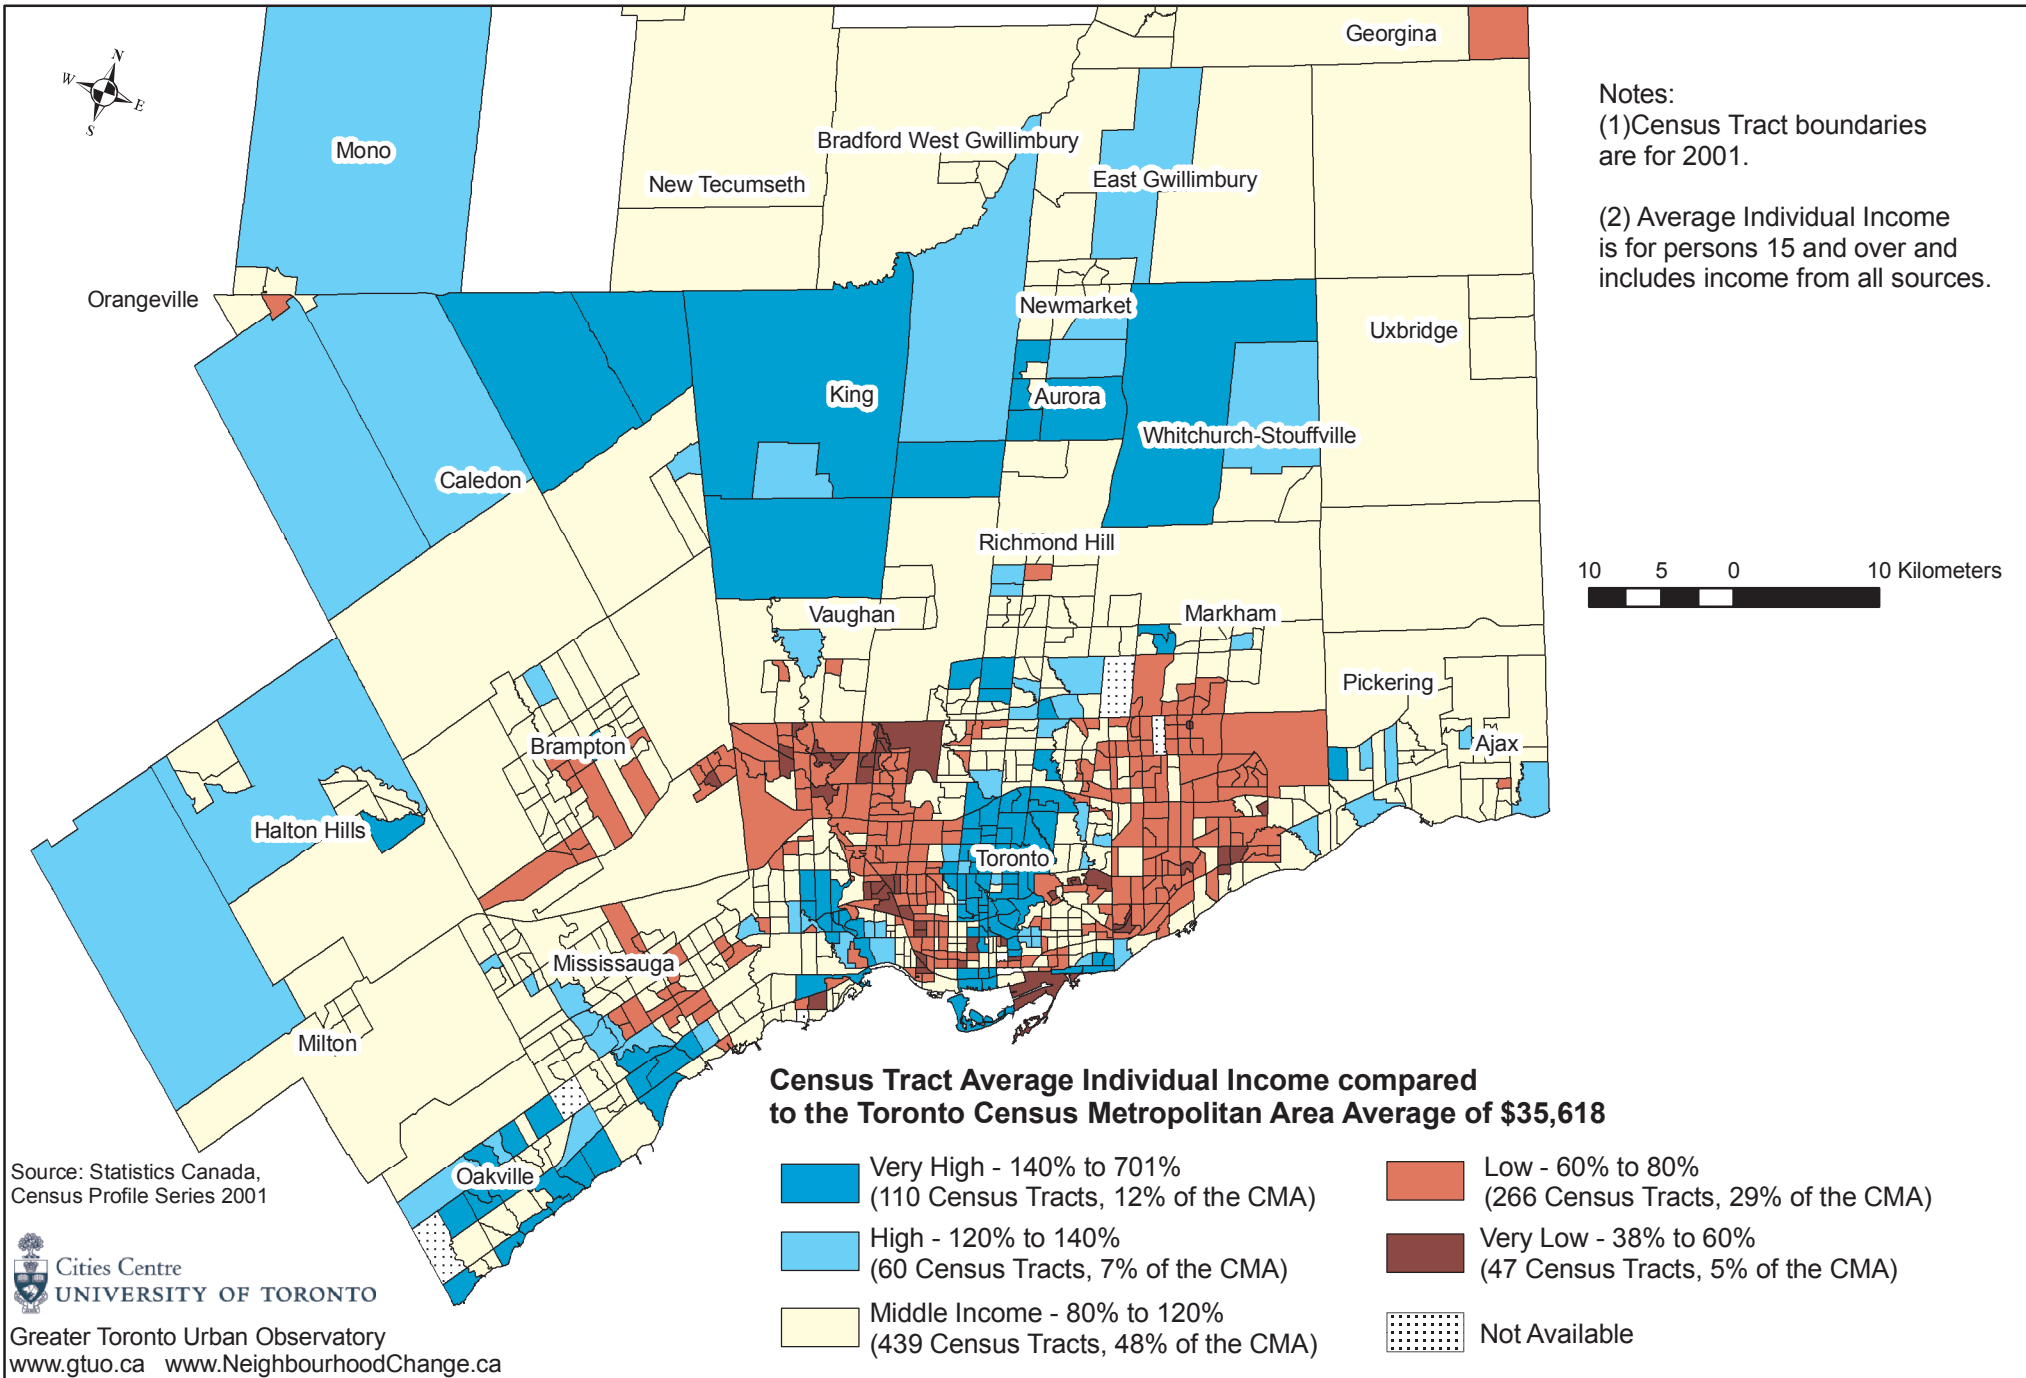 Georgina
N
W
E
S
Notes:
(1)Census Tract boundaries
are for 2001.
(2) Average Individual Income
is for persons 15 and over and
includes income from all sources.
Mono
Bradford West Gwillimbury
New Tecumseth
East Gwillimbury
Orangeville
Newmarket
Uxbridge
King
Aurora
Whitchurch-Stouffville
Caledon
Richmond Hill
10 5 0 10 Kilometers
Vaughan
Markham
Pickering
Brampton
Ajax
Halton Hills
Toronto
Mississauga
Milton
Oakville
Census Tract Average Individual Income compared
to the Toronto Census Metropolitan Area Average of $35,618
Very High - 140% to 701%
(110 Census Tracts, 12% of the CMA)
High - 120% to 140%
(60 Census Tracts, 7% of the CMA)
Middle Income - 80% to 120%
(439 Census Tracts, 48% of the CMA)
Low - 60% to 80%
(266 Census Tracts, 29% of the CMA)
Very Low - 38% to 60%
(47 Census Tracts, 5% of the CMA)
Not Available
Source: Statistics Canada,
Census Profile Series 2001
Cities Centre
UNIVERSITY OF TORONTO
Greater Toronto Urban Observatory
www.gtuo.ca www.NeighbourhoodChange.ca